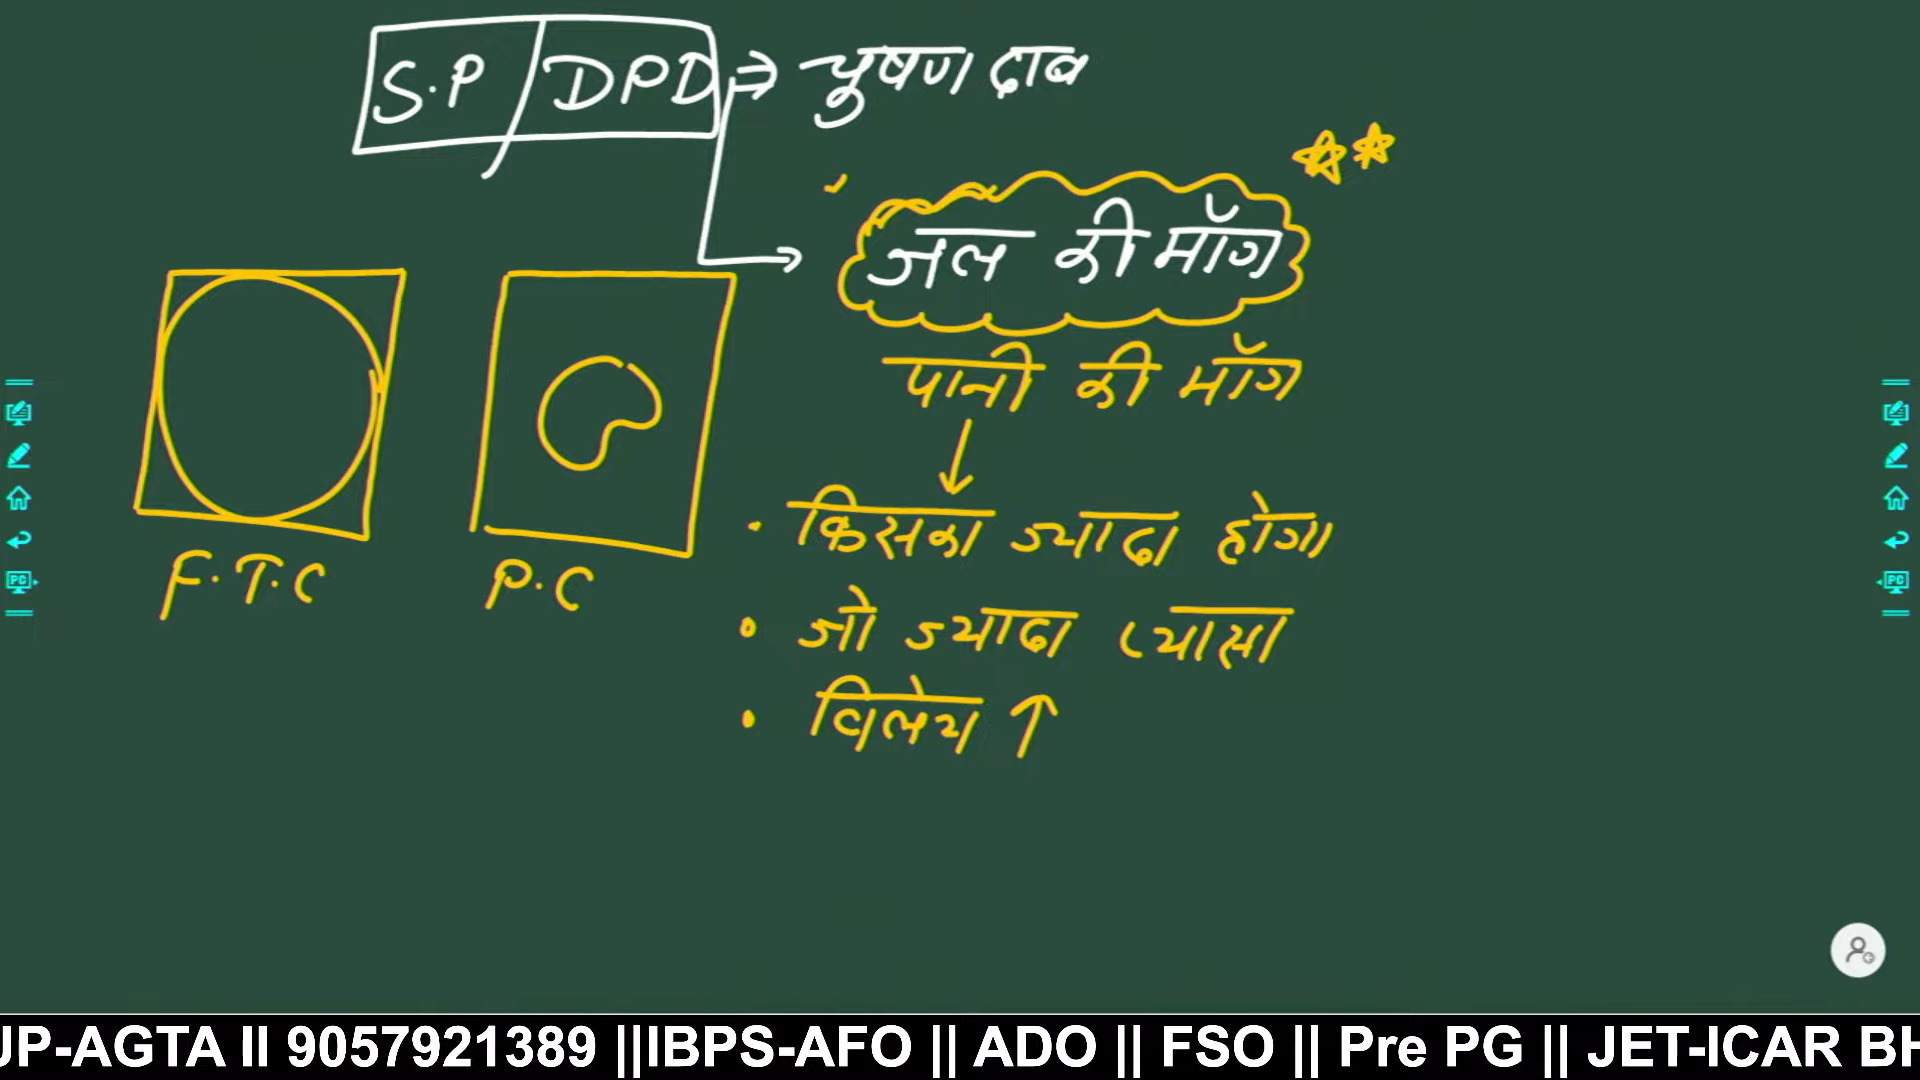 S.P / DPD ⇒ चुषण दाब
जल की माँग
पानी की माँग
↓
• किसका ज्यादा होगा
F.T.C
P.C
• जो ज्यादा प्यासा
• विलेय ↑
UP-AGTA II 9057921389 ||IBPS-AFO || ADO || FSO || Pre PG || JET-ICAR BH